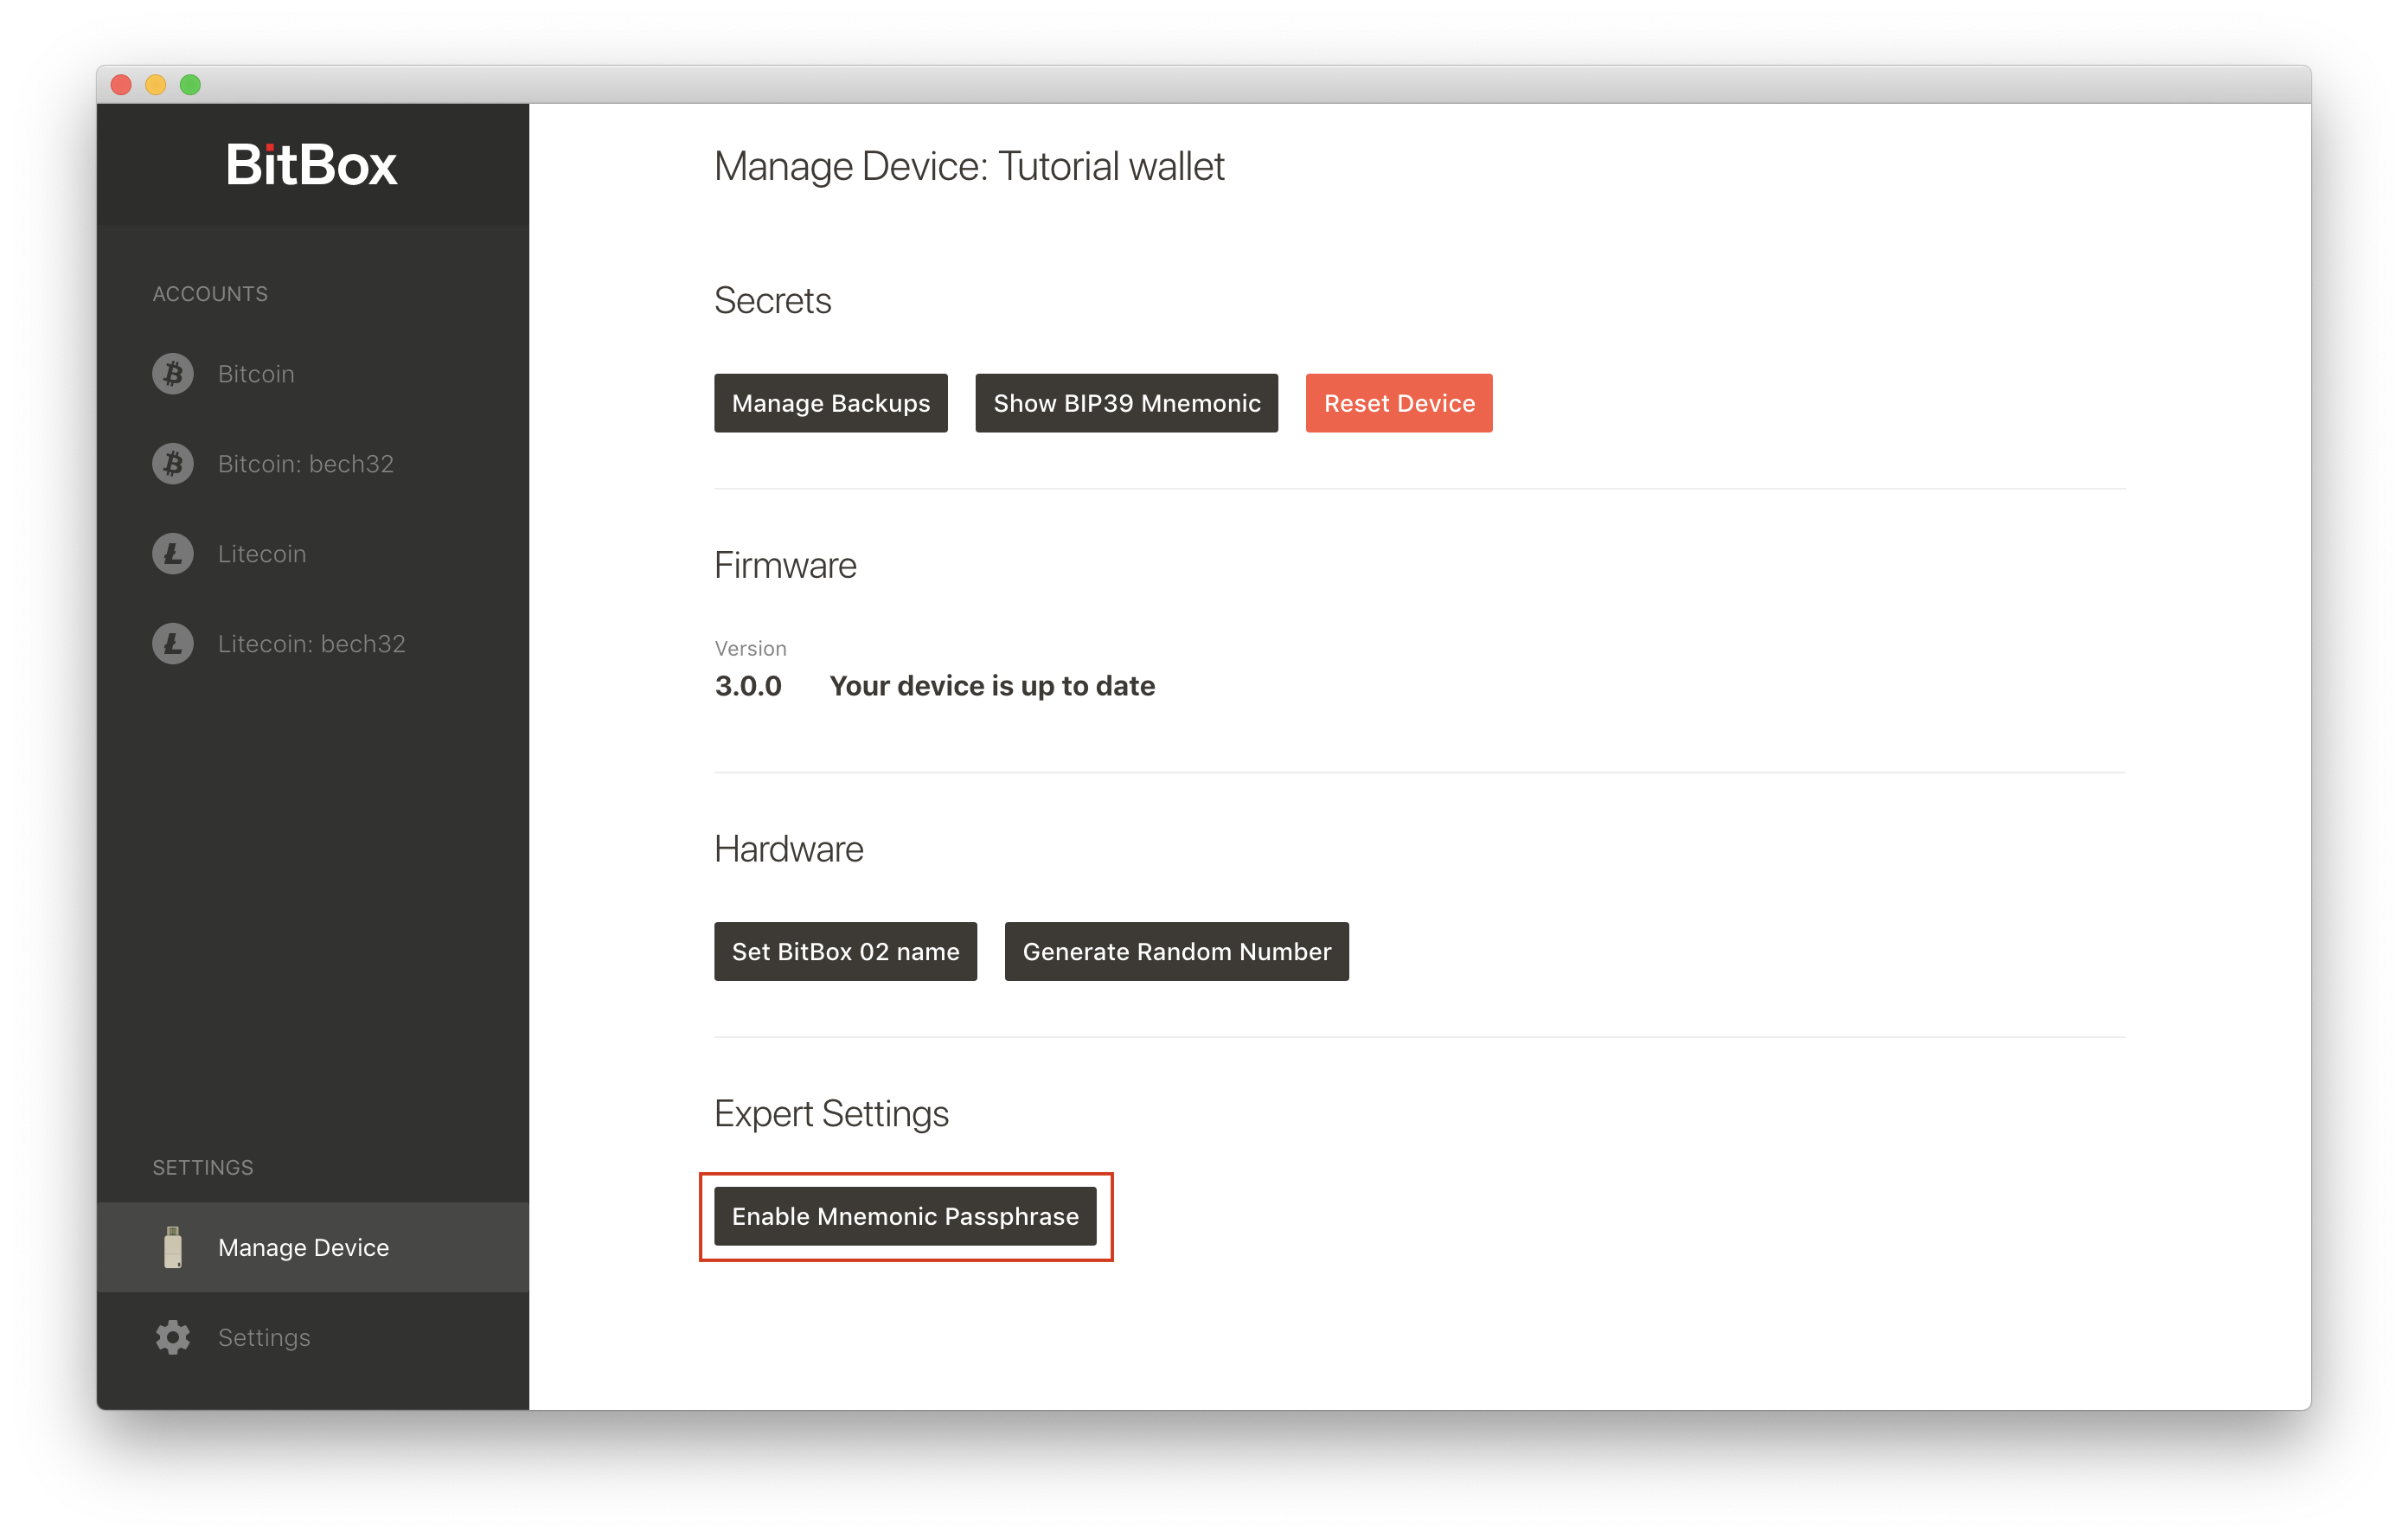 BitBox
ACCOUNTS
Bitcoin
Bitcoin: bech32
Litecoin
Litecoin: bech32
SETTINGS
Manage Device
Settings
Manage Device: Tutorial wallet
Secrets
Manage Backups Show BIP39 Mnemonic Reset Device
Firmware
Version
3.0.0 Your device is up to date
Hardware
Set BitBox 02 name Generate Random Number
Expert Settings
Enable Mnemonic Passphrase